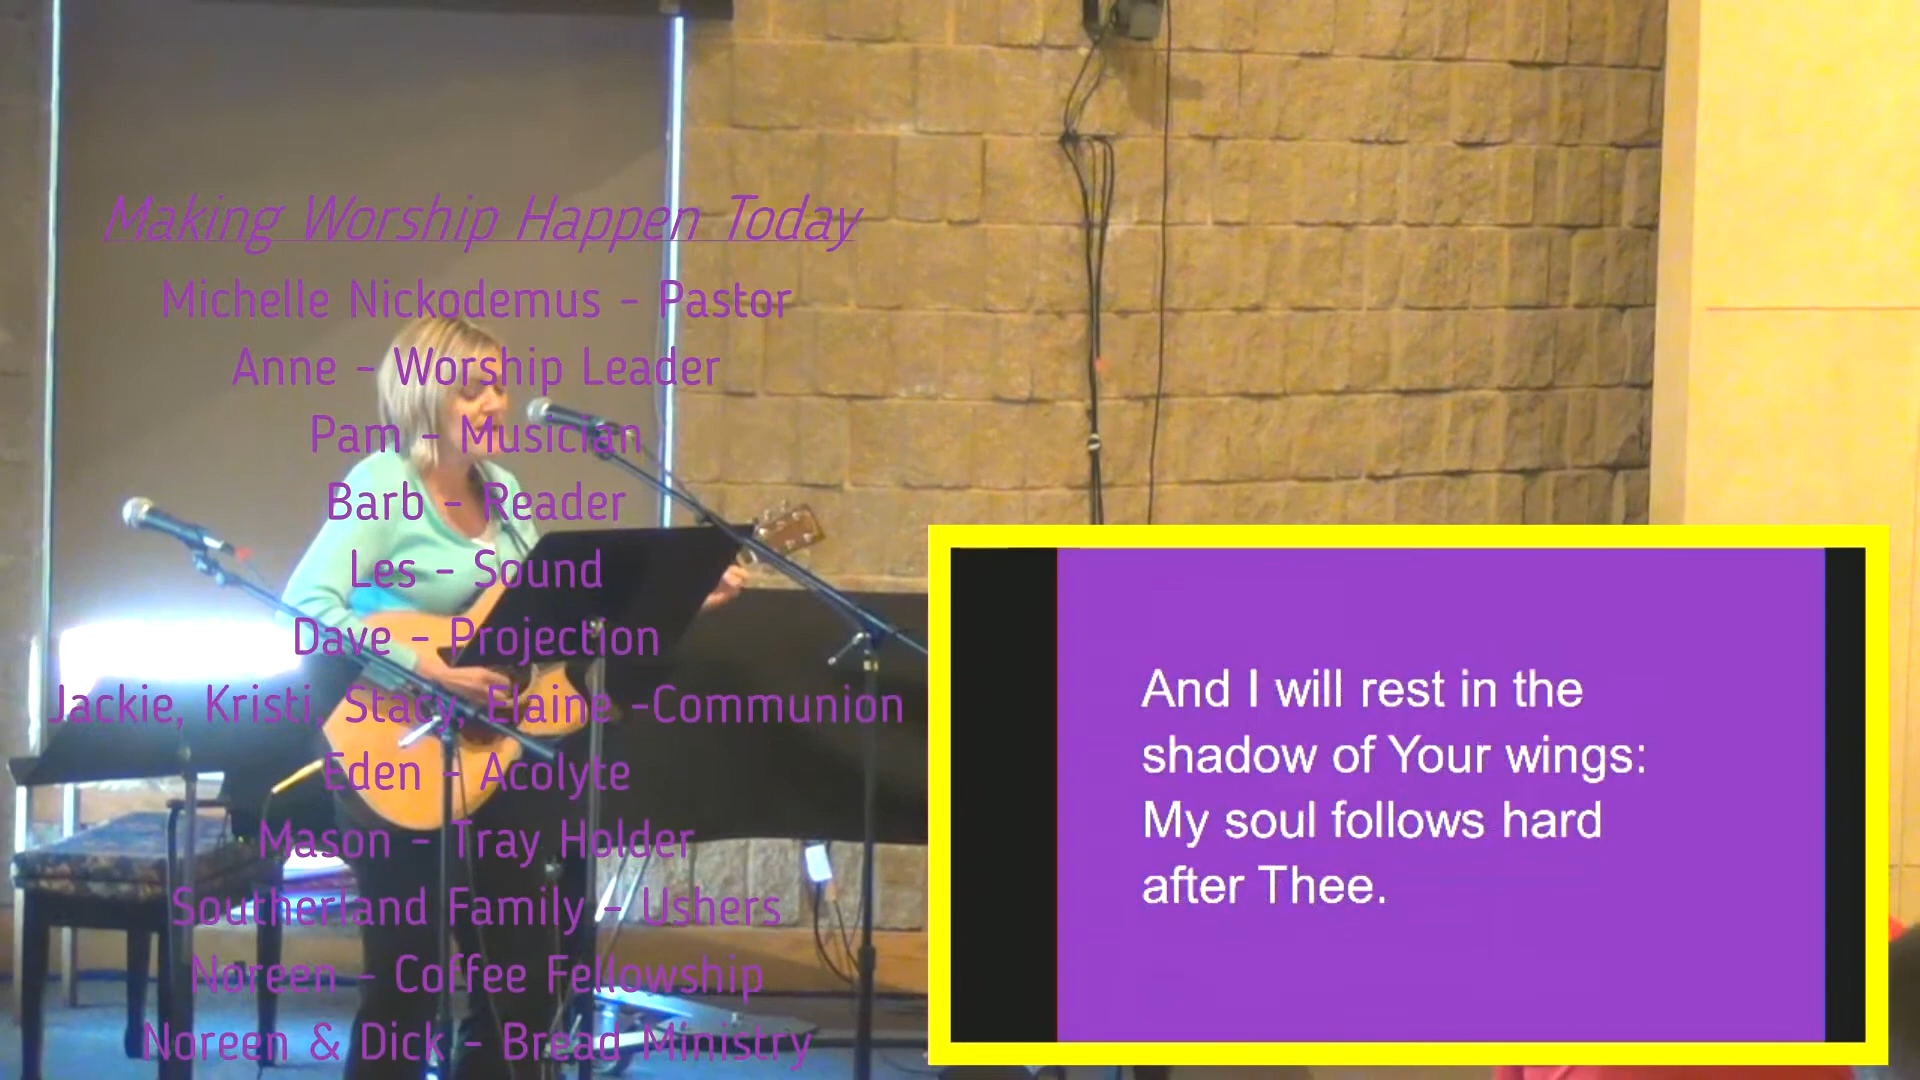 Making Worship Happen Today
Michelle Nickodemus - Pastor
Anne - Worship Leader
Pam - Musician
Barb - Reader
Les - Sound
Dave - Projection
Jackie, Kristi, Stacy, Elaine -Communion
Eden - Acolyte
Mason - Tray Holder
Southerland Family - Ushers
Noreen - Coffee Fellowship
Noreen & Dick - Bread Ministry
And I will rest in the
shadow of Your wings:
My soul follows hard
after Thee.